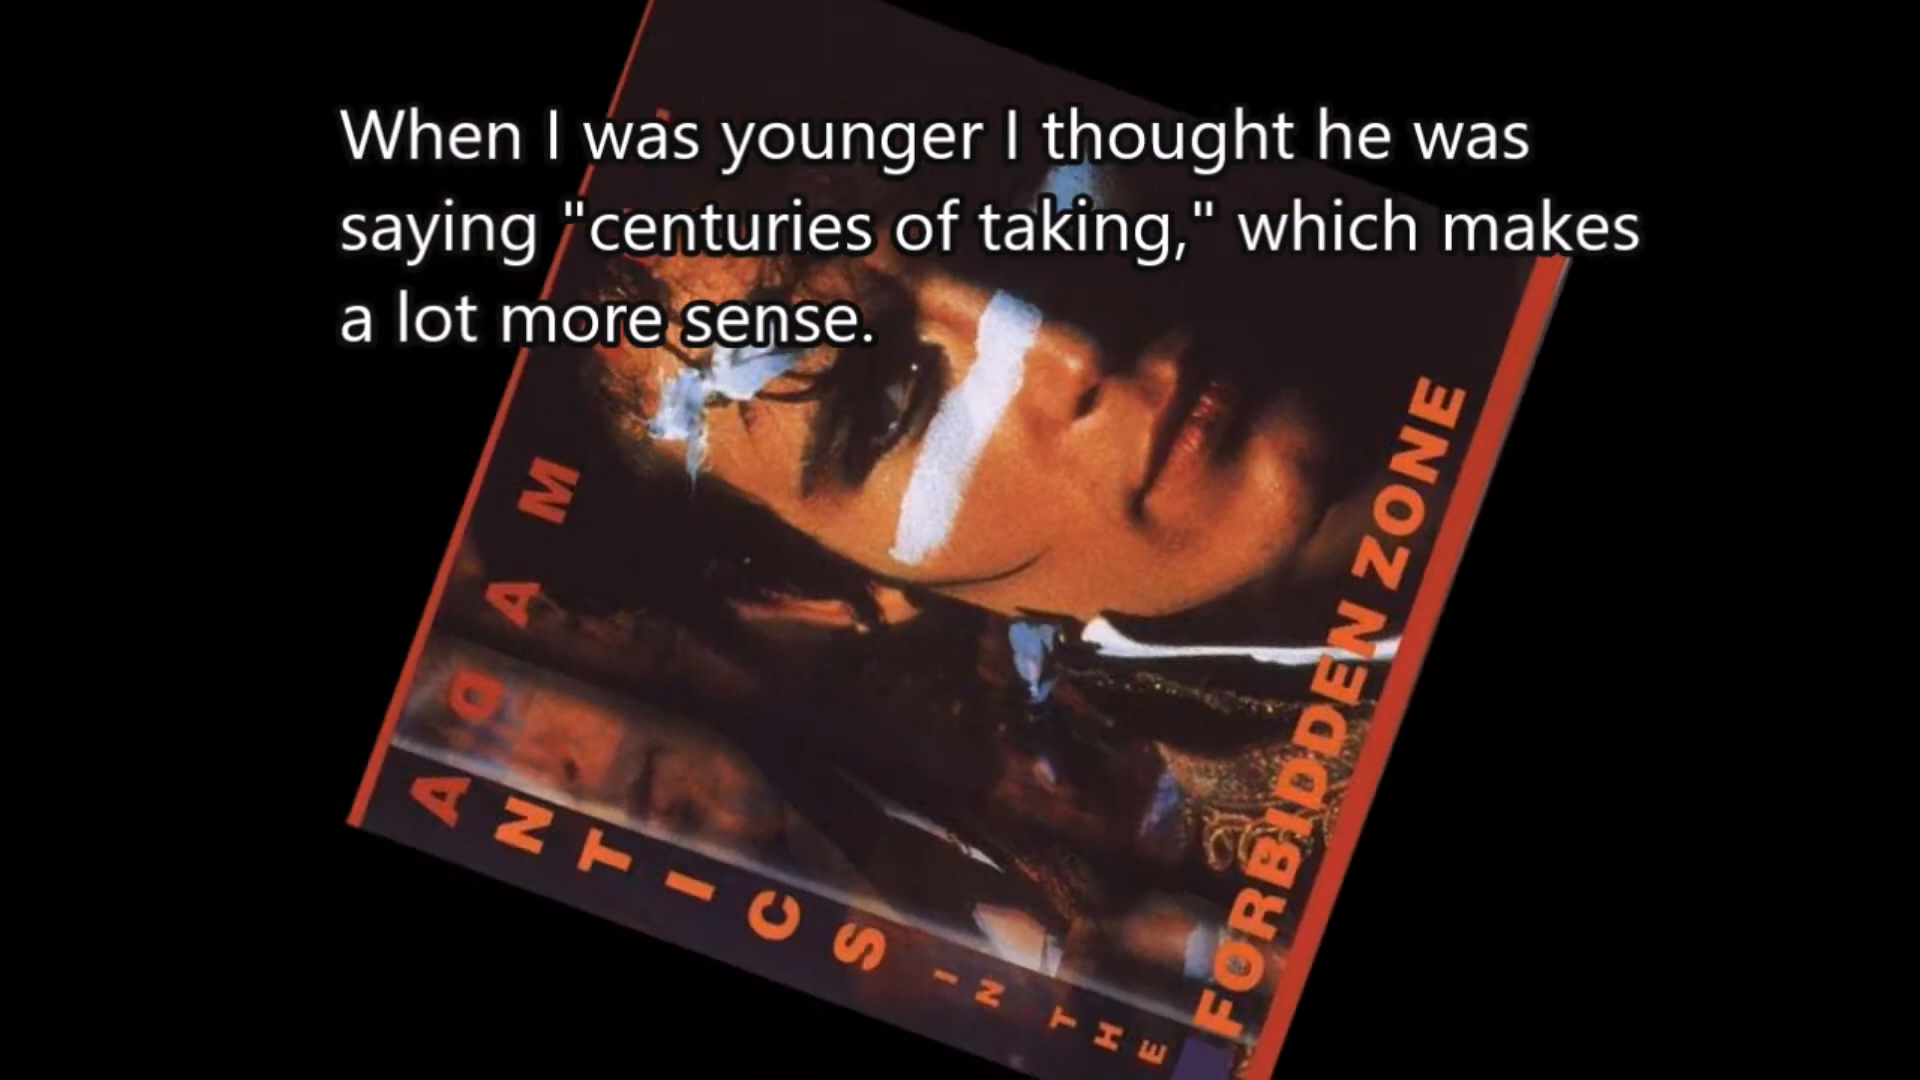 When I was younger I thought he was
saying "centuries of taking," which makes
a lot more sense.
ADAM
ANTICS IN THE
FORBIDDEN ZONE